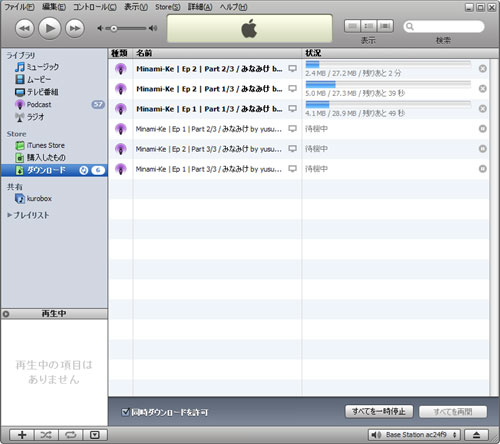 ファイル(F) 編集(E) コントロール(C) 表示(V) Store(S) 詳細(A) ヘルプ(H)
表示
検索
ライブラリ
ミュージック
ムービー
テレビ番組
Podcast 57
ラジオ
Store
iTunes Store
購入したもの
ダウンロード 6
共有
kurobox
プレイリスト
種類 名前 状況
Minami-Ke | Ep 2 | Part 2/3 / みなみけ b...
2.4 MB / 27.2 MB / 残りあと 2 分
Minami-Ke | Ep 2 | Part 1/3 / みなみけ b...
5.0 MB / 27.3 MB / 残りあと 39 秒
Minami-Ke | Ep 1 | Part 1/3 / みなみけ b...
4.1 MB / 28.9 MB / 残りあと 49 秒
Minami-Ke | Ep 1 | Part 2/3 / みなみけ by yusu... 待機中
Minami-Ke | Ep 2 | Part 3/3 / みなみけ by yusu... 待機中
Minami-Ke | Ep 1 | Part 3/3 / みなみけ by yusu... 待機中
再生中
再生中の項目は
ありません
同時ダウンロードを許可
すべてを一時停止
すべてを再開
Base Station ac24f9